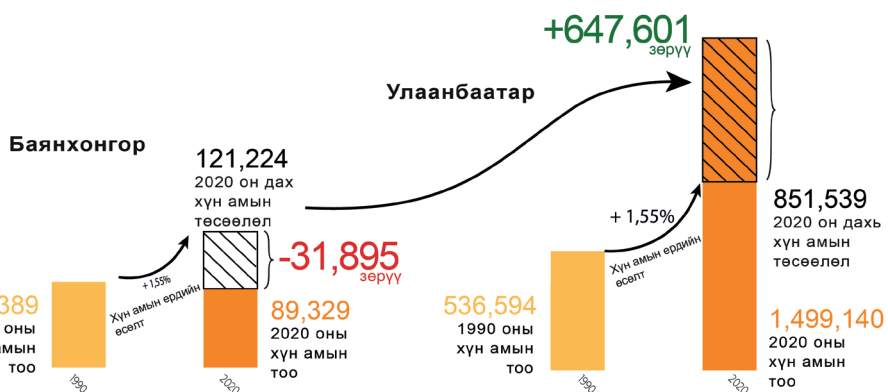 +647,601
зөрүү
Улаанбаатар
Баянхонгор
121,224
2020 он дах
хүн амын
төсөөлөл
-31,895
зөрүү
+ 1,55%
Хүн амын ердийн
өсөлт
389
оны
амын
тоо
89,329
2020 оны
хүн амын
тоо
1990
2020
+ 1,55%
Хүн амын ердийн
өсөлт
536,594
1990 оны
хүн амын
тоо
851,539
2020 он дахь
хүн амын
төсөөлөл
1,499,140
2020 оны
хүн амын
тоо
1990
2020